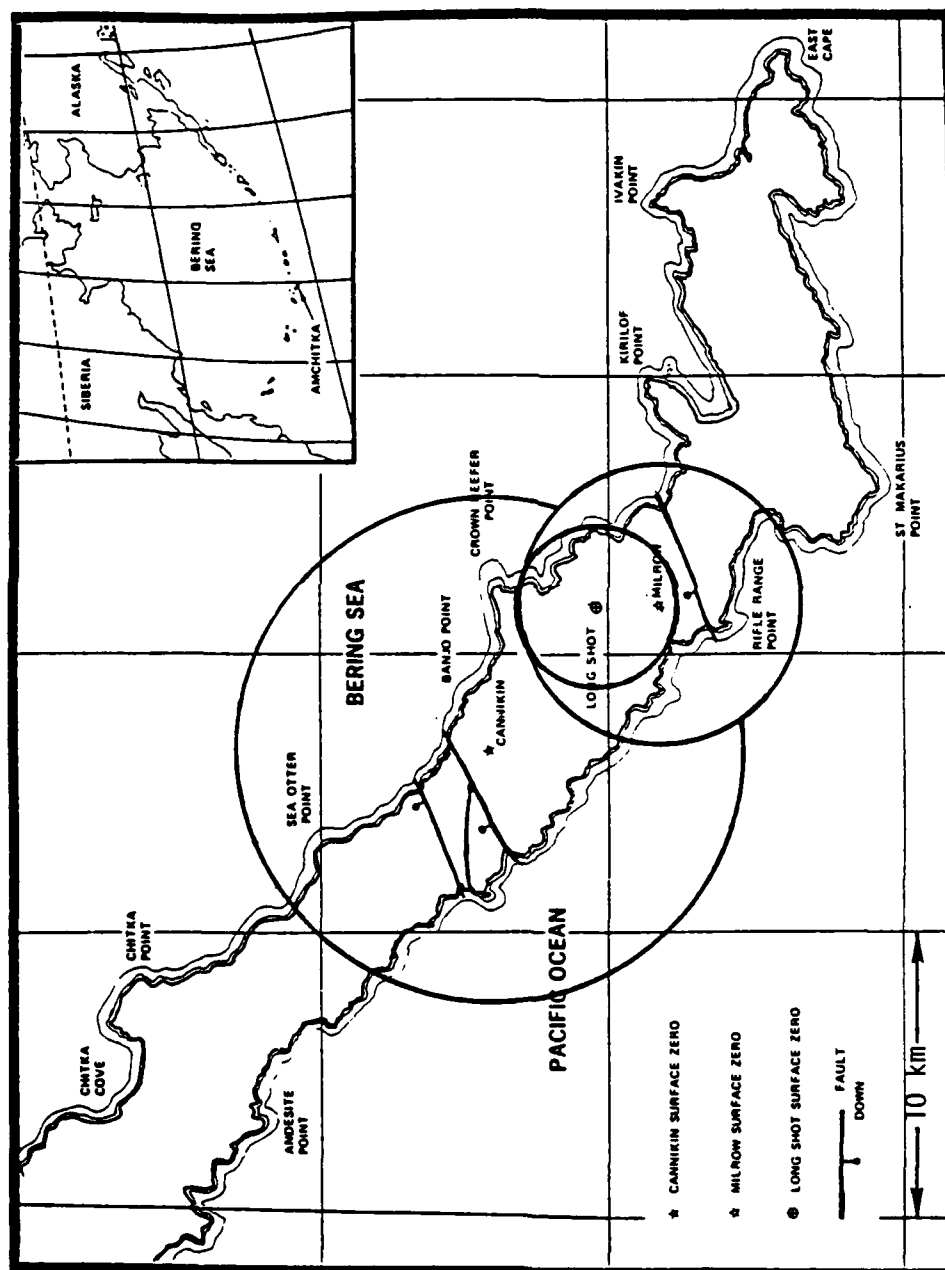 SIBERIA
ALASKA
BERING
SEA
AMCHITKA
CHITKA
COVE
CHITKA
POINT
SEA OTTER
POINT
BERING SEA
BANJO POINT
CROWN REEFER
POINT
KIRILOF
POINT
IVAKIN
POINT
EAST
CAPE
ANDESITE
POINT
CANNIKIN
LONG SHOT
MILROW
RIFLE RANGE
POINT
ST MAKARIUS
POINT
PACIFIC OCEAN
CANNIKIN SURFACE ZERO
MILROW SURFACE ZERO
LONG SHOT SURFACE ZERO
FAULT
DOWN
10 km